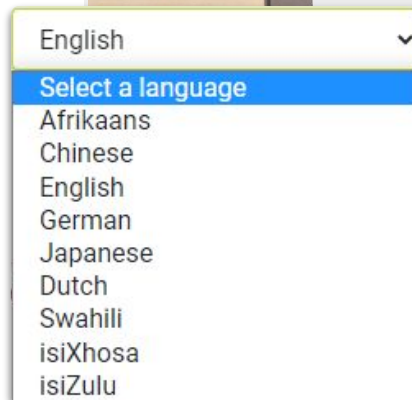 English
Select a language
Afrikaans
Chinese
English
German
Japanese
Dutch
Swahili
isiXhosa
isiZulu